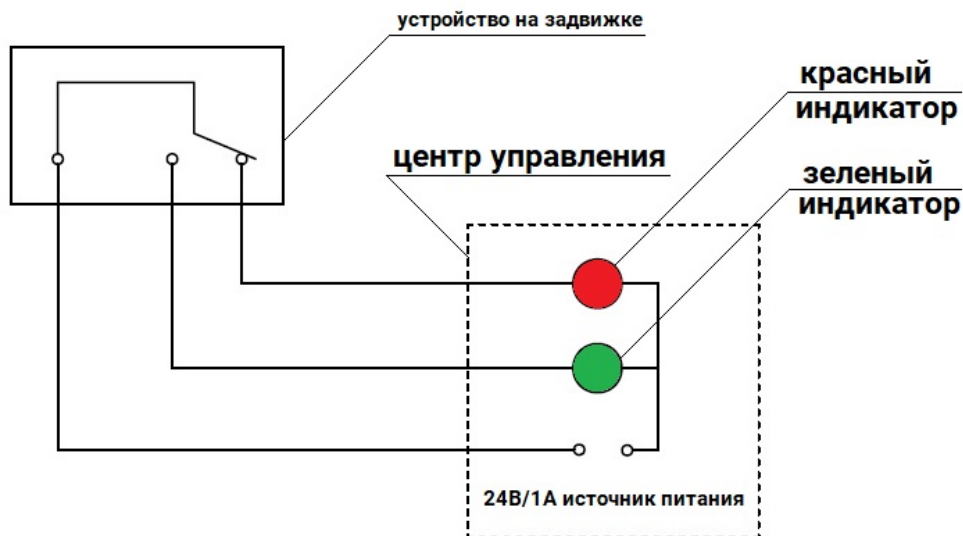 устройство на задвижке
красный
индикатор
центр управления
зеленый
индикатор
24В/1А источник питания